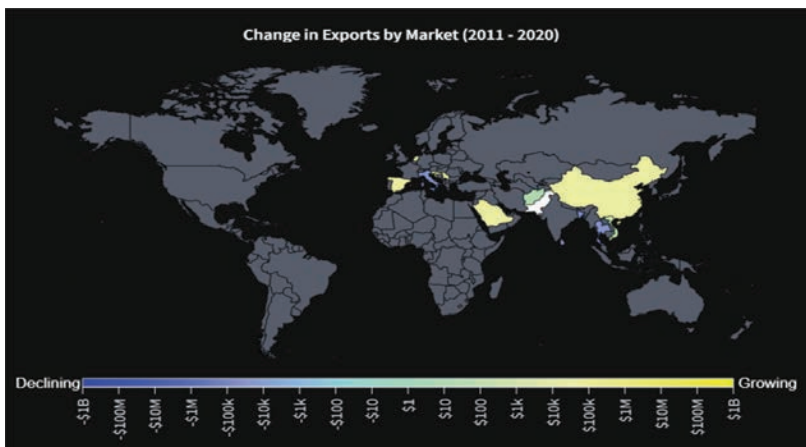 Change in Exports by Market (2011 - 2020)
Declining
Growing
-$1B
-$100M
-$10M
-$1M
-$100k
-$10k
-$1k
-$100
-$10
$1
$10
$100
$1k
$10k
$100k
$1M
$10M
$100M
$1B